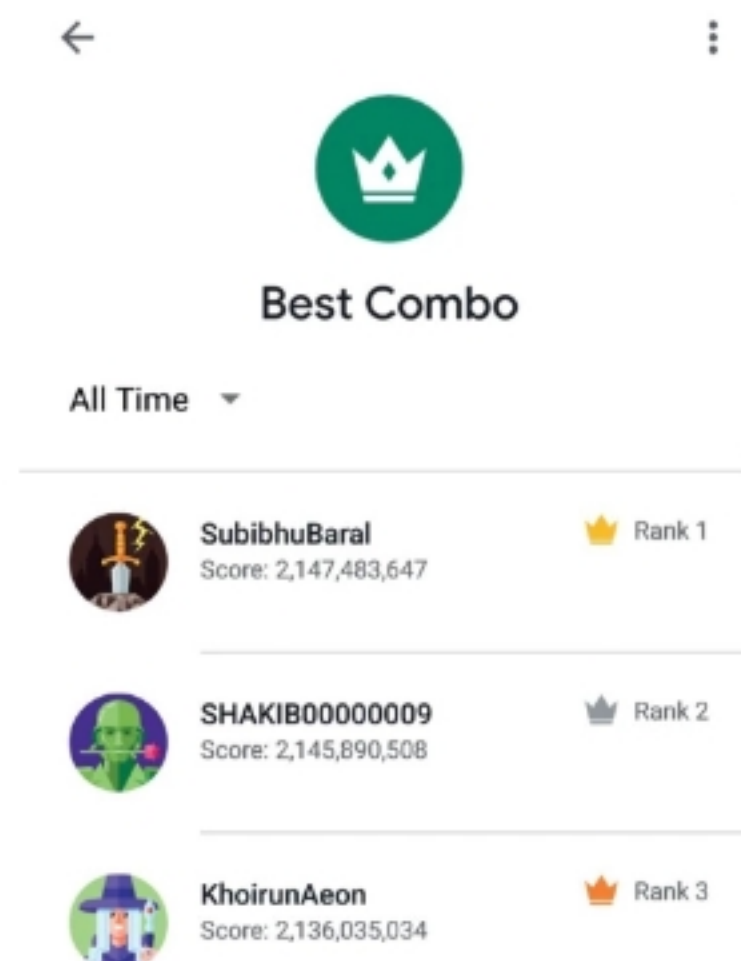 Best Combo
All Time
SubibhuBaral
Rank 1
Score: 2,147,483,647
SHAKIB00000009
Rank 2
Score: 2,145,890,508
KhoirunAeon
Rank 3
Score: 2,136,035,034